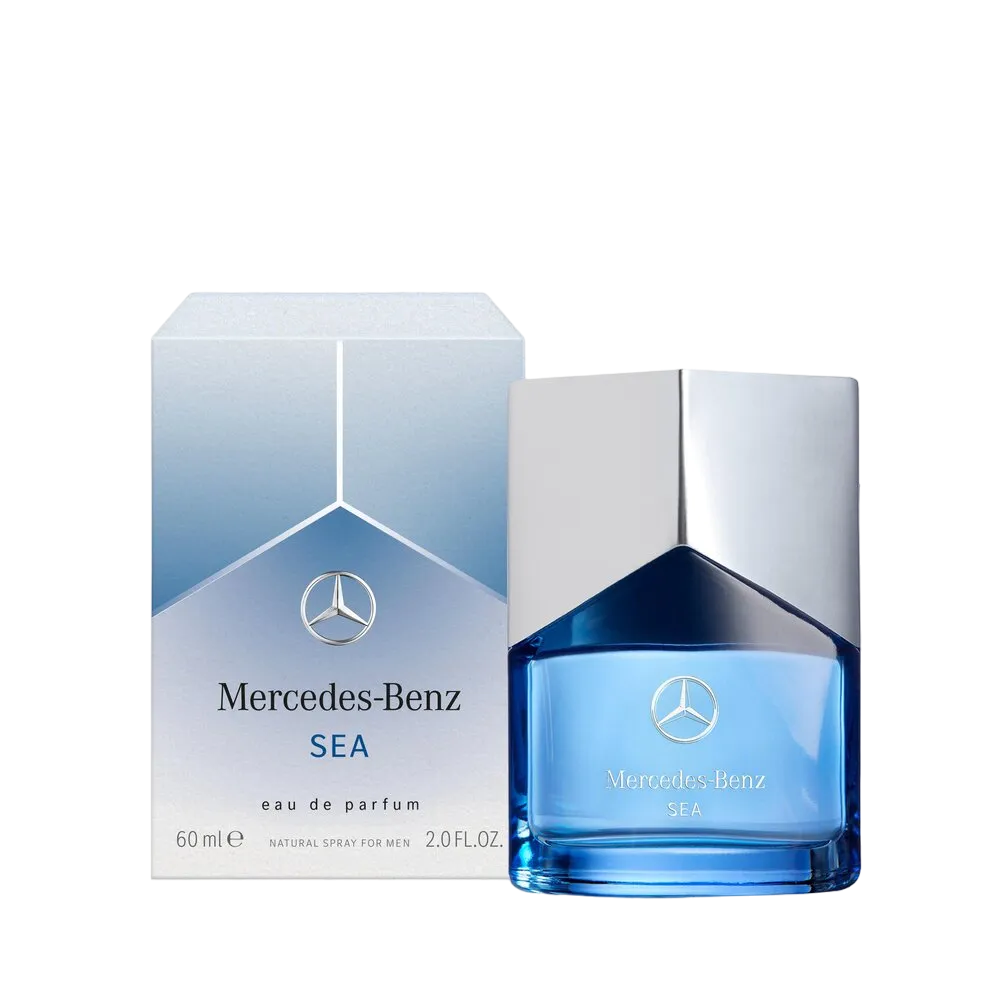 Mercedes-Benz
SEA
eau de parfum
60 ml ℮ NATURAL SPRAY FOR MEN 2.0 FL.OZ.
Mercedes-Benz
SEA